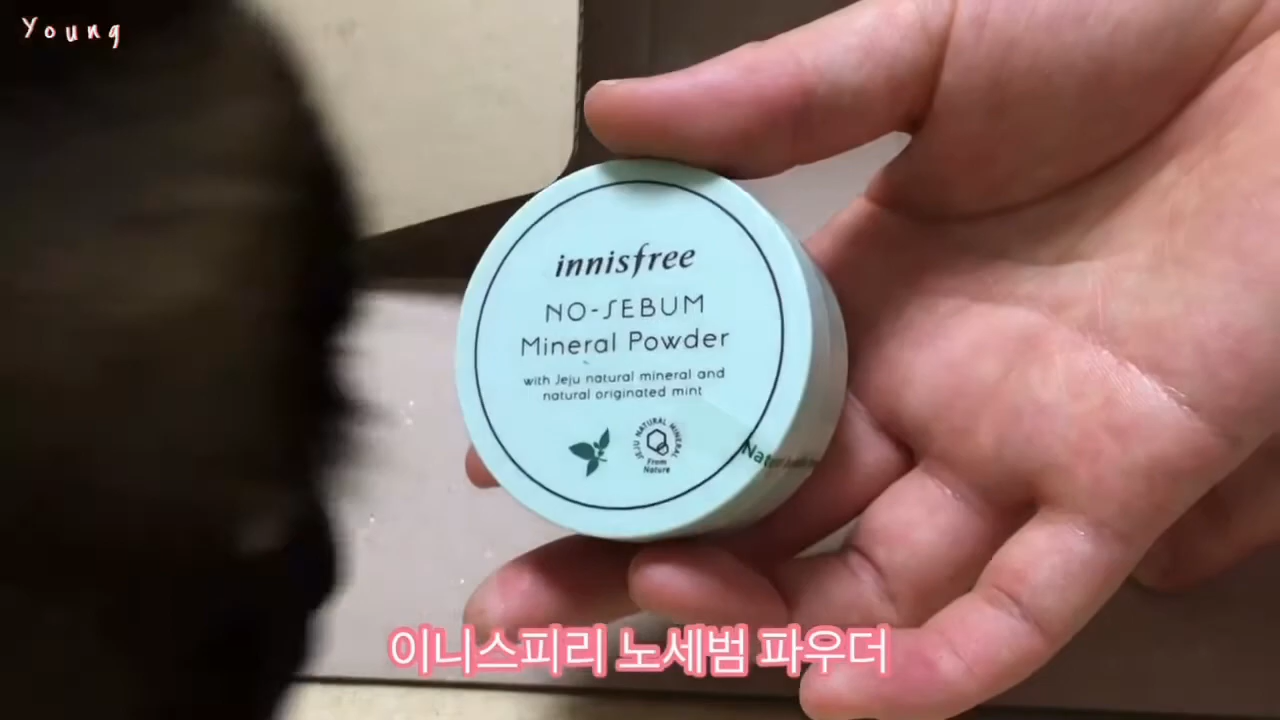 Young
innisfree
NO-SEBUM
Mineral Powder
with Jeju natural mineral and
natural originated mint
JEJU NATURAL MINERAL
From
Nature
이니스피리 노세범 파우더